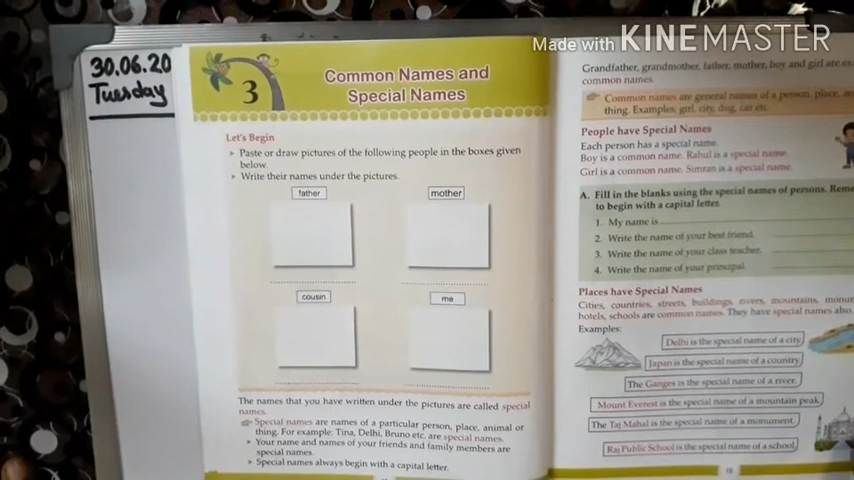 Made with KINEMASTER
30.06.20
Tuesday
3
Common Names and
Special Names
Let's Begin
Paste or draw pictures of the following people in the boxes given
below.
Write their names under the pictures.
father
mother
cousin
me
The names that you have written under the pictures are called special
names.
Special names are names of a particular person, place, animal or
thing. For example: Tina, Delhi, Bruno etc. are special names.
Your name and names of your friends and family members are
special names.
Special names always begin with a capital letter.
Grandfather, grandmother, father, mother, boy and girl are
common names.
Common names are general names of a person, place,
thing. Examples: girl, city, dog, car etc.
People have Special Names
Each person has a special name.
Boy is a common name. Rahul is a special name.
Girl is a common name. Simran is a special name.
A. Fill in the blanks using the special names of persons.
to begin with a capital letter.
1. My name is
2. Write the name of your best friend.
3. Write the name of your class teacher.
4. Write the name of your principal.
Places have Special Names
Cities, countries, streets, buildings, rivers, mountains,
hotels, schools are common names. They have special names also.
Examples:
Delhi is the special name of a city.
Japan is the special name of a country.
The Ganges is the special name of a river.
Mount Everest is the special name of a mountain peak.
The Taj Mahal is the special name of a monument.
Raj Public School is the special name of a school.